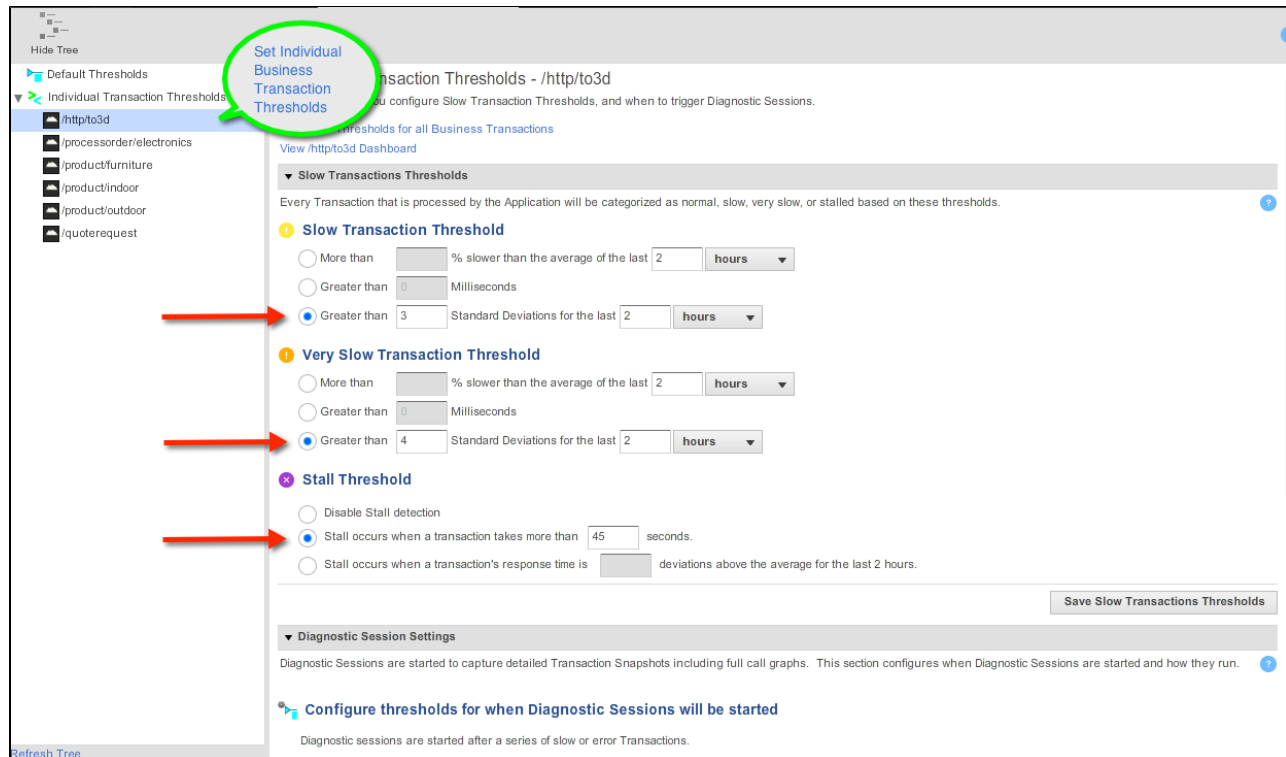 Hide Tree
Set Individual
Business
Transaction
Thresholds
Default Thresholds
Individual Transaction Thresholds
/http/to3d
/processorder/electronics
/product/furniture
/product/indoor
/product/outdoor
/quoterequest
Refresh Tree
nsaction Thresholds - /http/to3d
ou configure Slow Transaction Thresholds, and when to trigger Diagnostic Sessions.
Thresholds for all Business Transactions
View /http/to3d Dashboard
Slow Transactions Thresholds
Every Transaction that is processed by the Application will be categorized as normal, slow, very slow, or stalled based on these thresholds.
?
! Slow Transaction Threshold
More than % slower than the average of the last 2 hours
Greater than 0 Milliseconds
Greater than 3 Standard Deviations for the last 2 hours
! Very Slow Transaction Threshold
More than % slower than the average of the last 2 hours
Greater than 0 Milliseconds
Greater than 4 Standard Deviations for the last 2 hours
Stall Threshold
Disable Stall detection
Stall occurs when a transaction takes more than 45 seconds.
Stall occurs when a transaction's response time is deviations above the average for the last 2 hours.
Save Slow Transactions Thresholds
Diagnostic Session Settings
Diagnostic Sessions are started to capture detailed Transaction Snapshots including full call graphs. This section configures when Diagnostic Sessions are started and how they run.
?
Configure thresholds for when Diagnostic Sessions will be started
Diagnostic sessions are started after a series of slow or error Transactions.